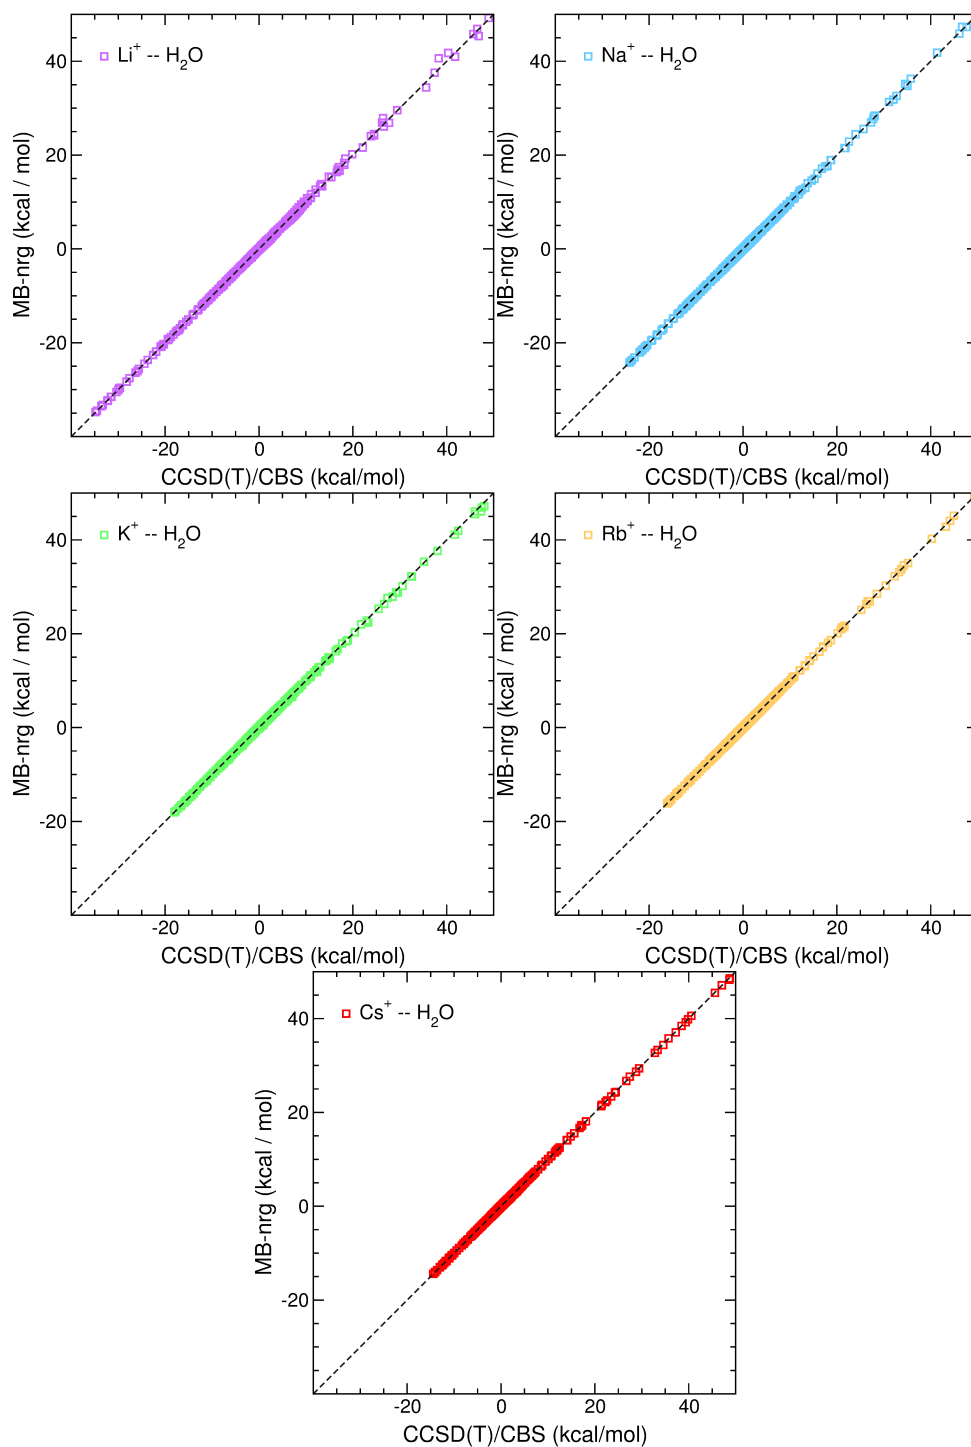 Li⁺ -- H₂O
Na⁺ -- H₂O
MB-nrg (kcal / mol)
40
20
0
-20
-20 0 20 40
CCSD(T)/CBS (kcal/mol)
MB-nrg (kcal / mol)
40
20
0
-20
-20 0 20 40
CCSD(T)/CBS (kcal/mol)
K⁺ -- H₂O
Rb⁺ -- H₂O
MB-nrg (kcal / mol)
40
20
0
-20
-20 0 20 40
CCSD(T)/CBS (kcal/mol)
MB-nrg (kcal / mol)
40
20
0
-20
-20 0 20 40
CCSD(T)/CBS (kcal/mol)
Cs⁺ -- H₂O
MB-nrg (kcal / mol)
40
20
0
-20
-20 0 20 40
CCSD(T)/CBS (kcal/mol)